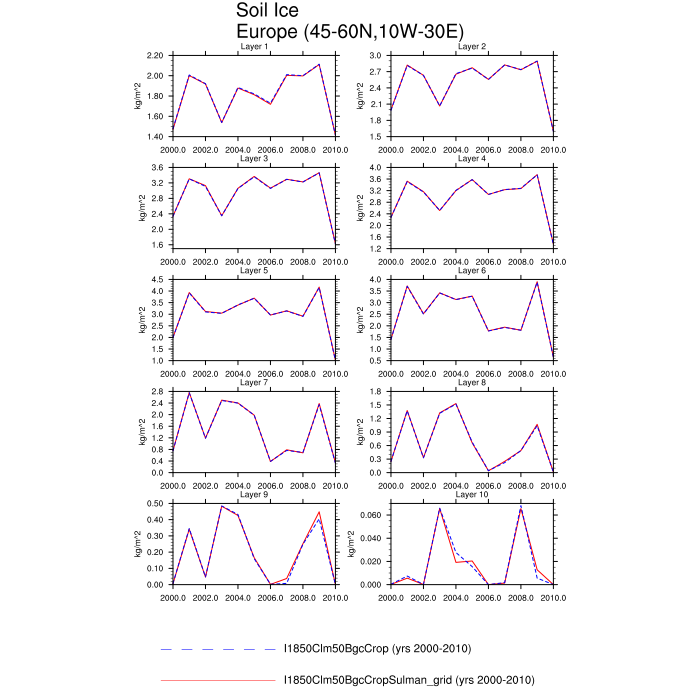 Soil Ice
Europe (45-60N,10W-30E)
Layer 1
Layer 2
2.20
2.00
1.80
1.60
1.40
kg/m^2
2000.0 2002.0 2004.0 2006.0 2008.0 2010.0
3.0
2.7
2.4
2.1
1.8
1.5
kg/m^2
2000.0 2002.0 2004.0 2006.0 2008.0 2010.0
Layer 3
Layer 4
3.6
3.2
2.8
2.4
2.0
1.6
kg/m^2
2000.0 2002.0 2004.0 2006.0 2008.0 2010.0
4.0
3.6
3.2
2.8
2.4
2.0
1.6
1.2
kg/m^2
2000.0 2002.0 2004.0 2006.0 2008.0 2010.0
Layer 5
Layer 6
4.5
4.0
3.5
3.0
2.5
2.0
1.5
1.0
kg/m^2
2000.0 2002.0 2004.0 2006.0 2008.0 2010.0
4.0
3.5
3.0
2.5
2.0
1.5
1.0
0.5
kg/m^2
2000.0 2002.0 2004.0 2006.0 2008.0 2010.0
Layer 7
Layer 8
2.8
2.4
2.0
1.6
1.2
0.8
0.4
0.0
kg/m^2
2000.0 2002.0 2004.0 2006.0 2008.0 2010.0
1.8
1.5
1.2
0.9
0.6
0.3
0.0
kg/m^2
2000.0 2002.0 2004.0 2006.0 2008.0 2010.0
Layer 9
Layer 10
0.50
0.40
0.30
0.20
0.10
0.00
kg/m^2
2000.0 2002.0 2004.0 2006.0 2008.0 2010.0
0.060
0.040
0.020
0.000
kg/m^2
2000.0 2002.0 2004.0 2006.0 2008.0 2010.0
I1850Clm50BgcCrop (yrs 2000-2010)
I1850Clm50BgcCropSulman_grid (yrs 2000-2010)